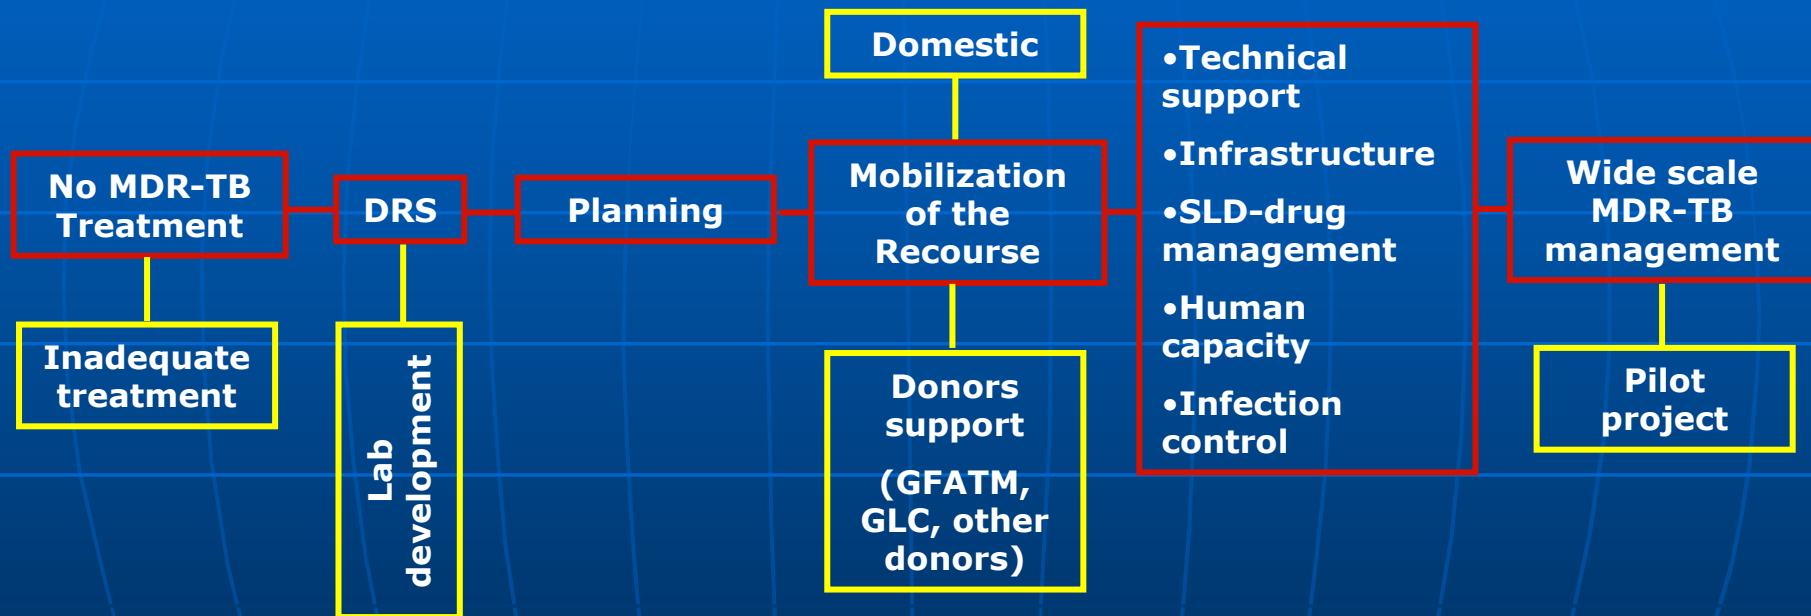 No MDR-TB
Treatment
Inadequate
treatment
DRS
Lab
development
Planning
Domestic
Mobilization
of the
Recourse
Donors
support
(GFATM,
GLC, other
donors)
•Technical
support
•Infrastructure
•SLD-drug
management
•Human
capacity
•Infection
control
Wide scale
MDR-TB
management
Pilot
project